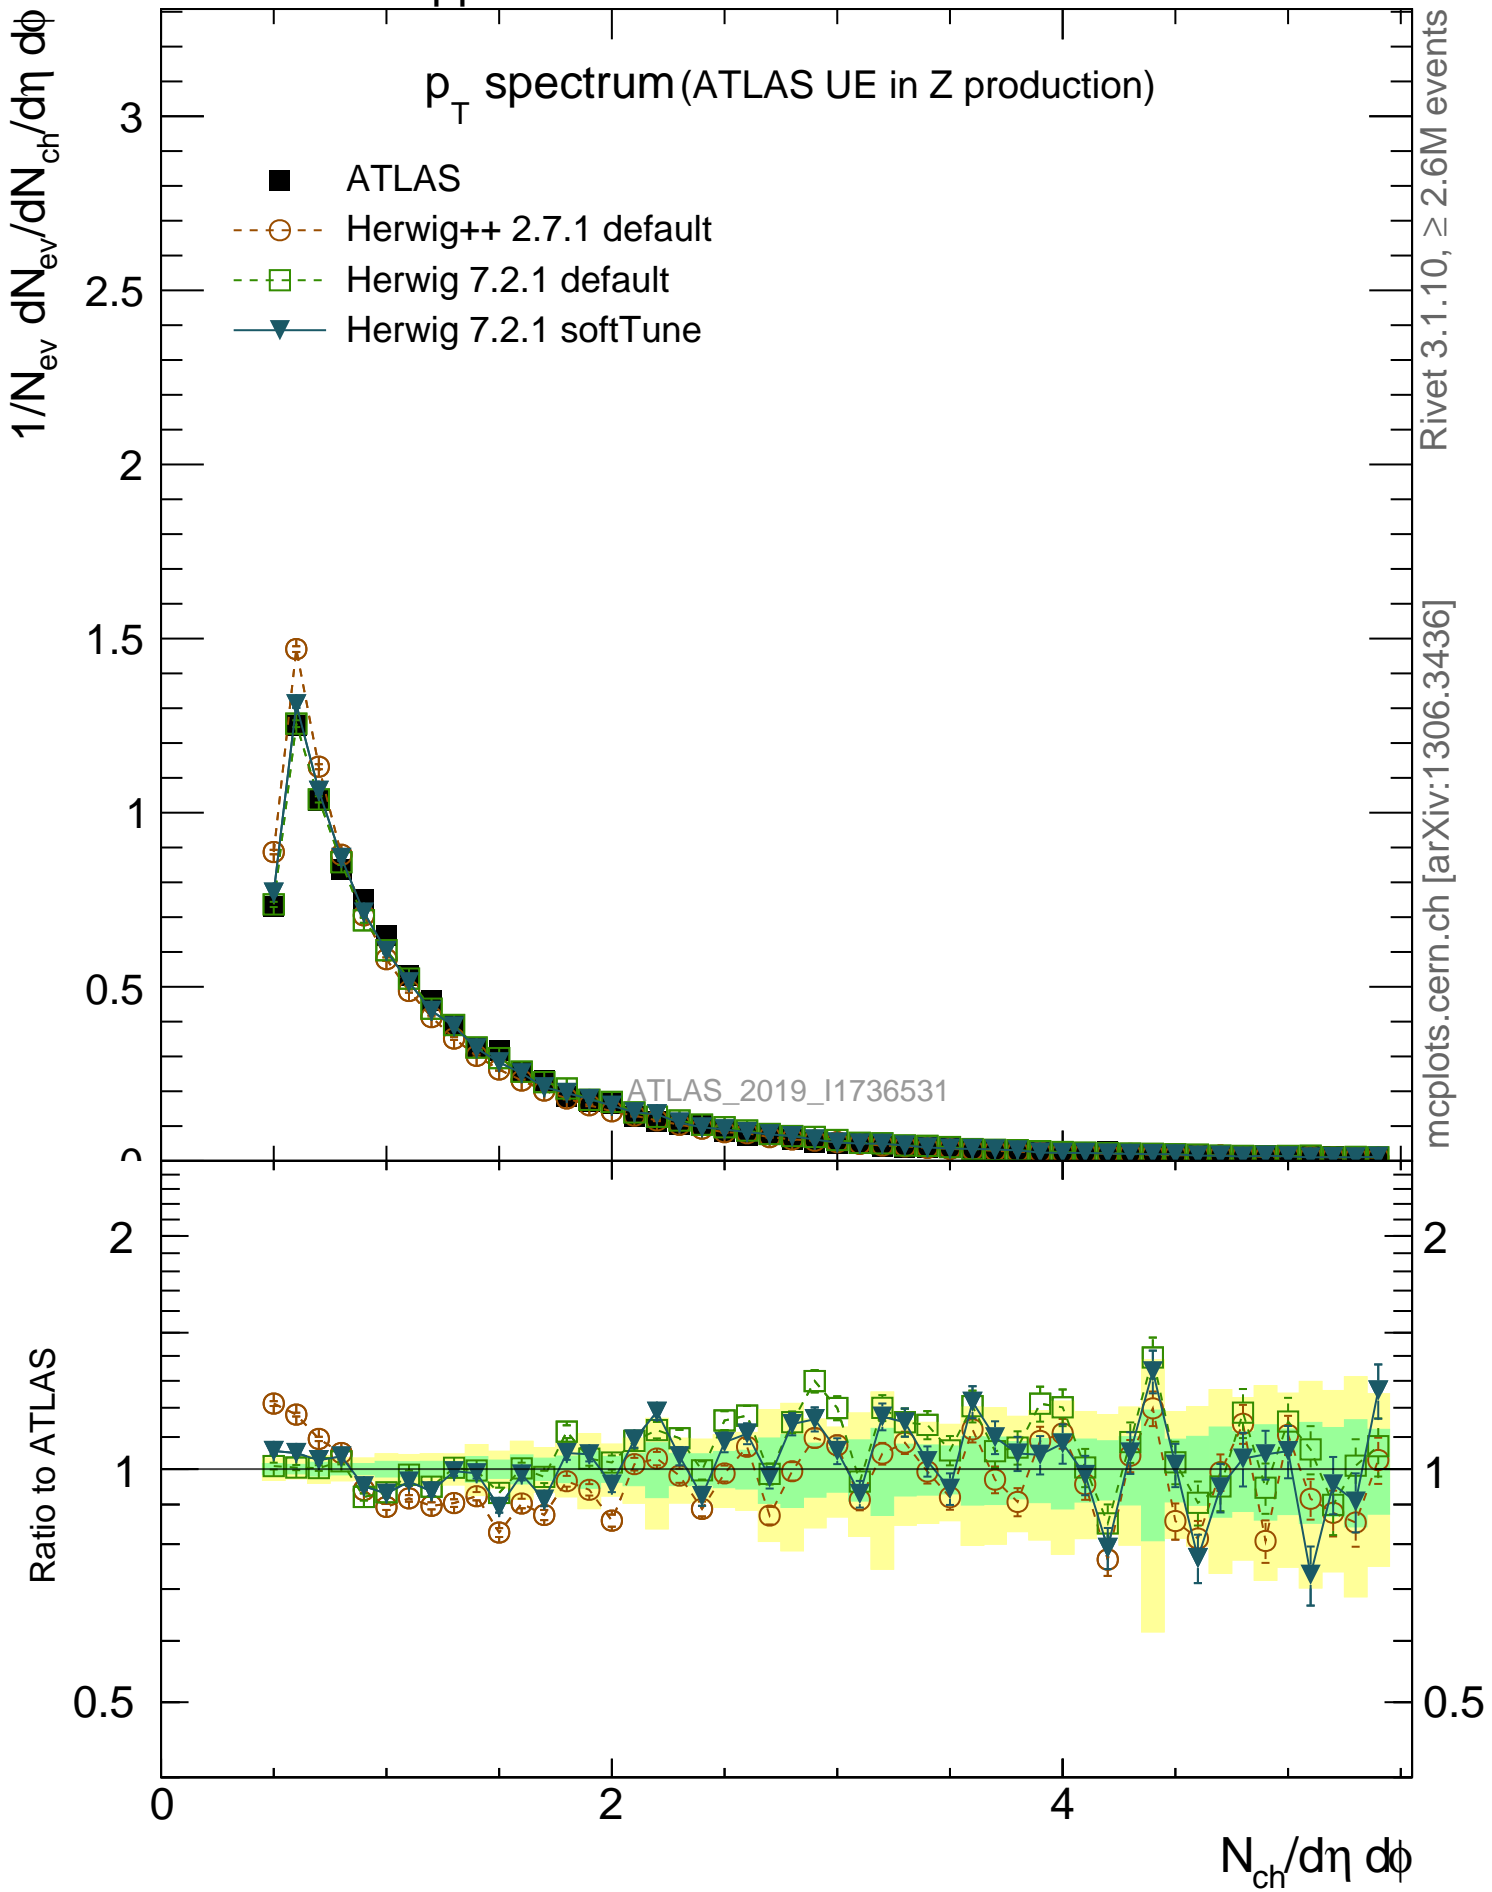 pp
p_T spectrum (ATLAS UE in Z production)
1/N_ev dN_ev/dN_ch/dη dϕ
ATLAS
Herwig++ 2.7.1 default
Herwig 7.2.1 default
Herwig 7.2.1 softTune
3
2.5
2
1.5
1
0.5
0
ATLAS_2019_I1736531
Rivet 3.1.10, ≥ 2.6M events
mcplots.cern.ch [arXiv:1306.3436]
Ratio to ATLAS
2
1
0.5
2
1
0.5
0 2 4
N_ch/dη dϕ